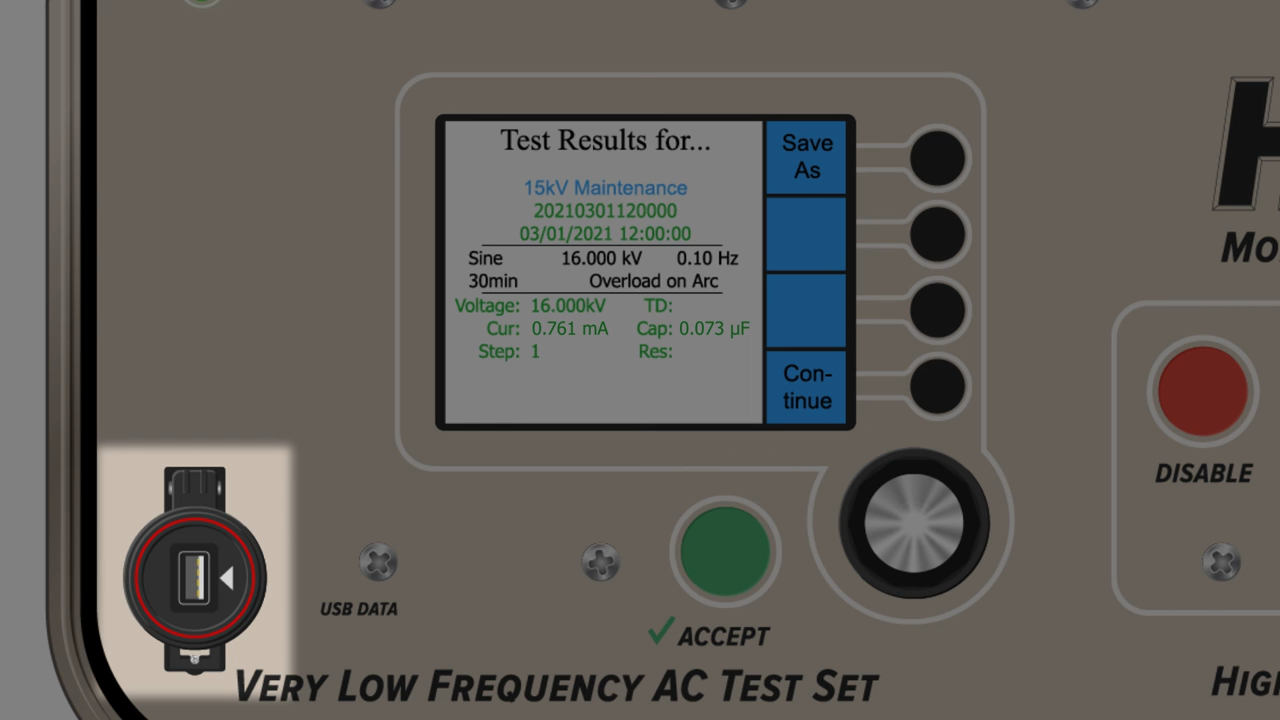 Test Results for...
15kV Maintenance
20210301120000
03/01/2021 12:00:00
Sine 16.000 kV 0.10 Hz
30min Overload on Arc
Voltage: 16.000kV TD:
Cur: 0.761 mA Cap: 0.073 µF
Step: 1 Res:
Save
As
Con-
tinue
DISABLE
USB DATA
ACCEPT
VERY LOW FREQUENCY AC TEST SET